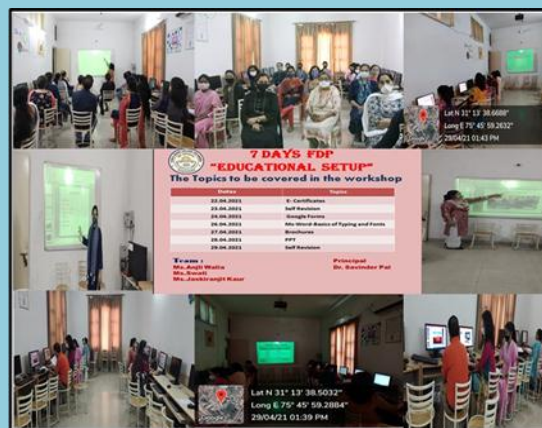 Lat N 31° 13' 38.6688"
Long E 75° 45' 59.2632"
29/04/21 01:43 PM
7 DAYS FDP
"EDUCATIONAL SETUP"
The Topics to be covered in the workshop
Dates Topics
22.04.2021 E- Certificates
23.04.2021 Self Revision
24.04.2021 Google Forms
26.04.2021 Ms-Word-Basics of Typing and Fonts
27.04.2021 Brochures
28.04.2021 PPT
29.04.2021 Self Revision
Team : Principal
Ms.Anjli Walia Dr. Navinder Pal
Ms.Swati
Ms.Jaskiranjit Kaur
Lat N 31° 13' 38.5032"
Long E 75° 45' 59.2884"
29/04/21 01:39 PM